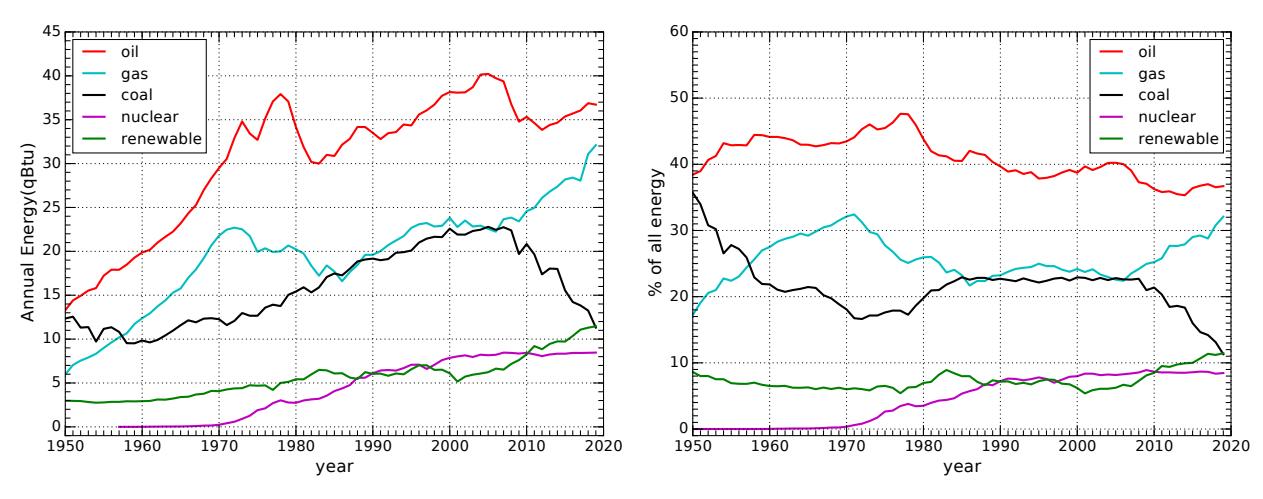 45
40
35
30
25
20
15
10
5
0
Annual Energy(qBtu)
oil
gas
coal
nuclear
renewable
1950 1960 1970 1980 1990 2000 2010 2020
year
60
50
40
30
20
10
0
% of all energy
oil
gas
coal
nuclear
renewable
1950 1960 1970 1980 1990 2000 2010 2020
year